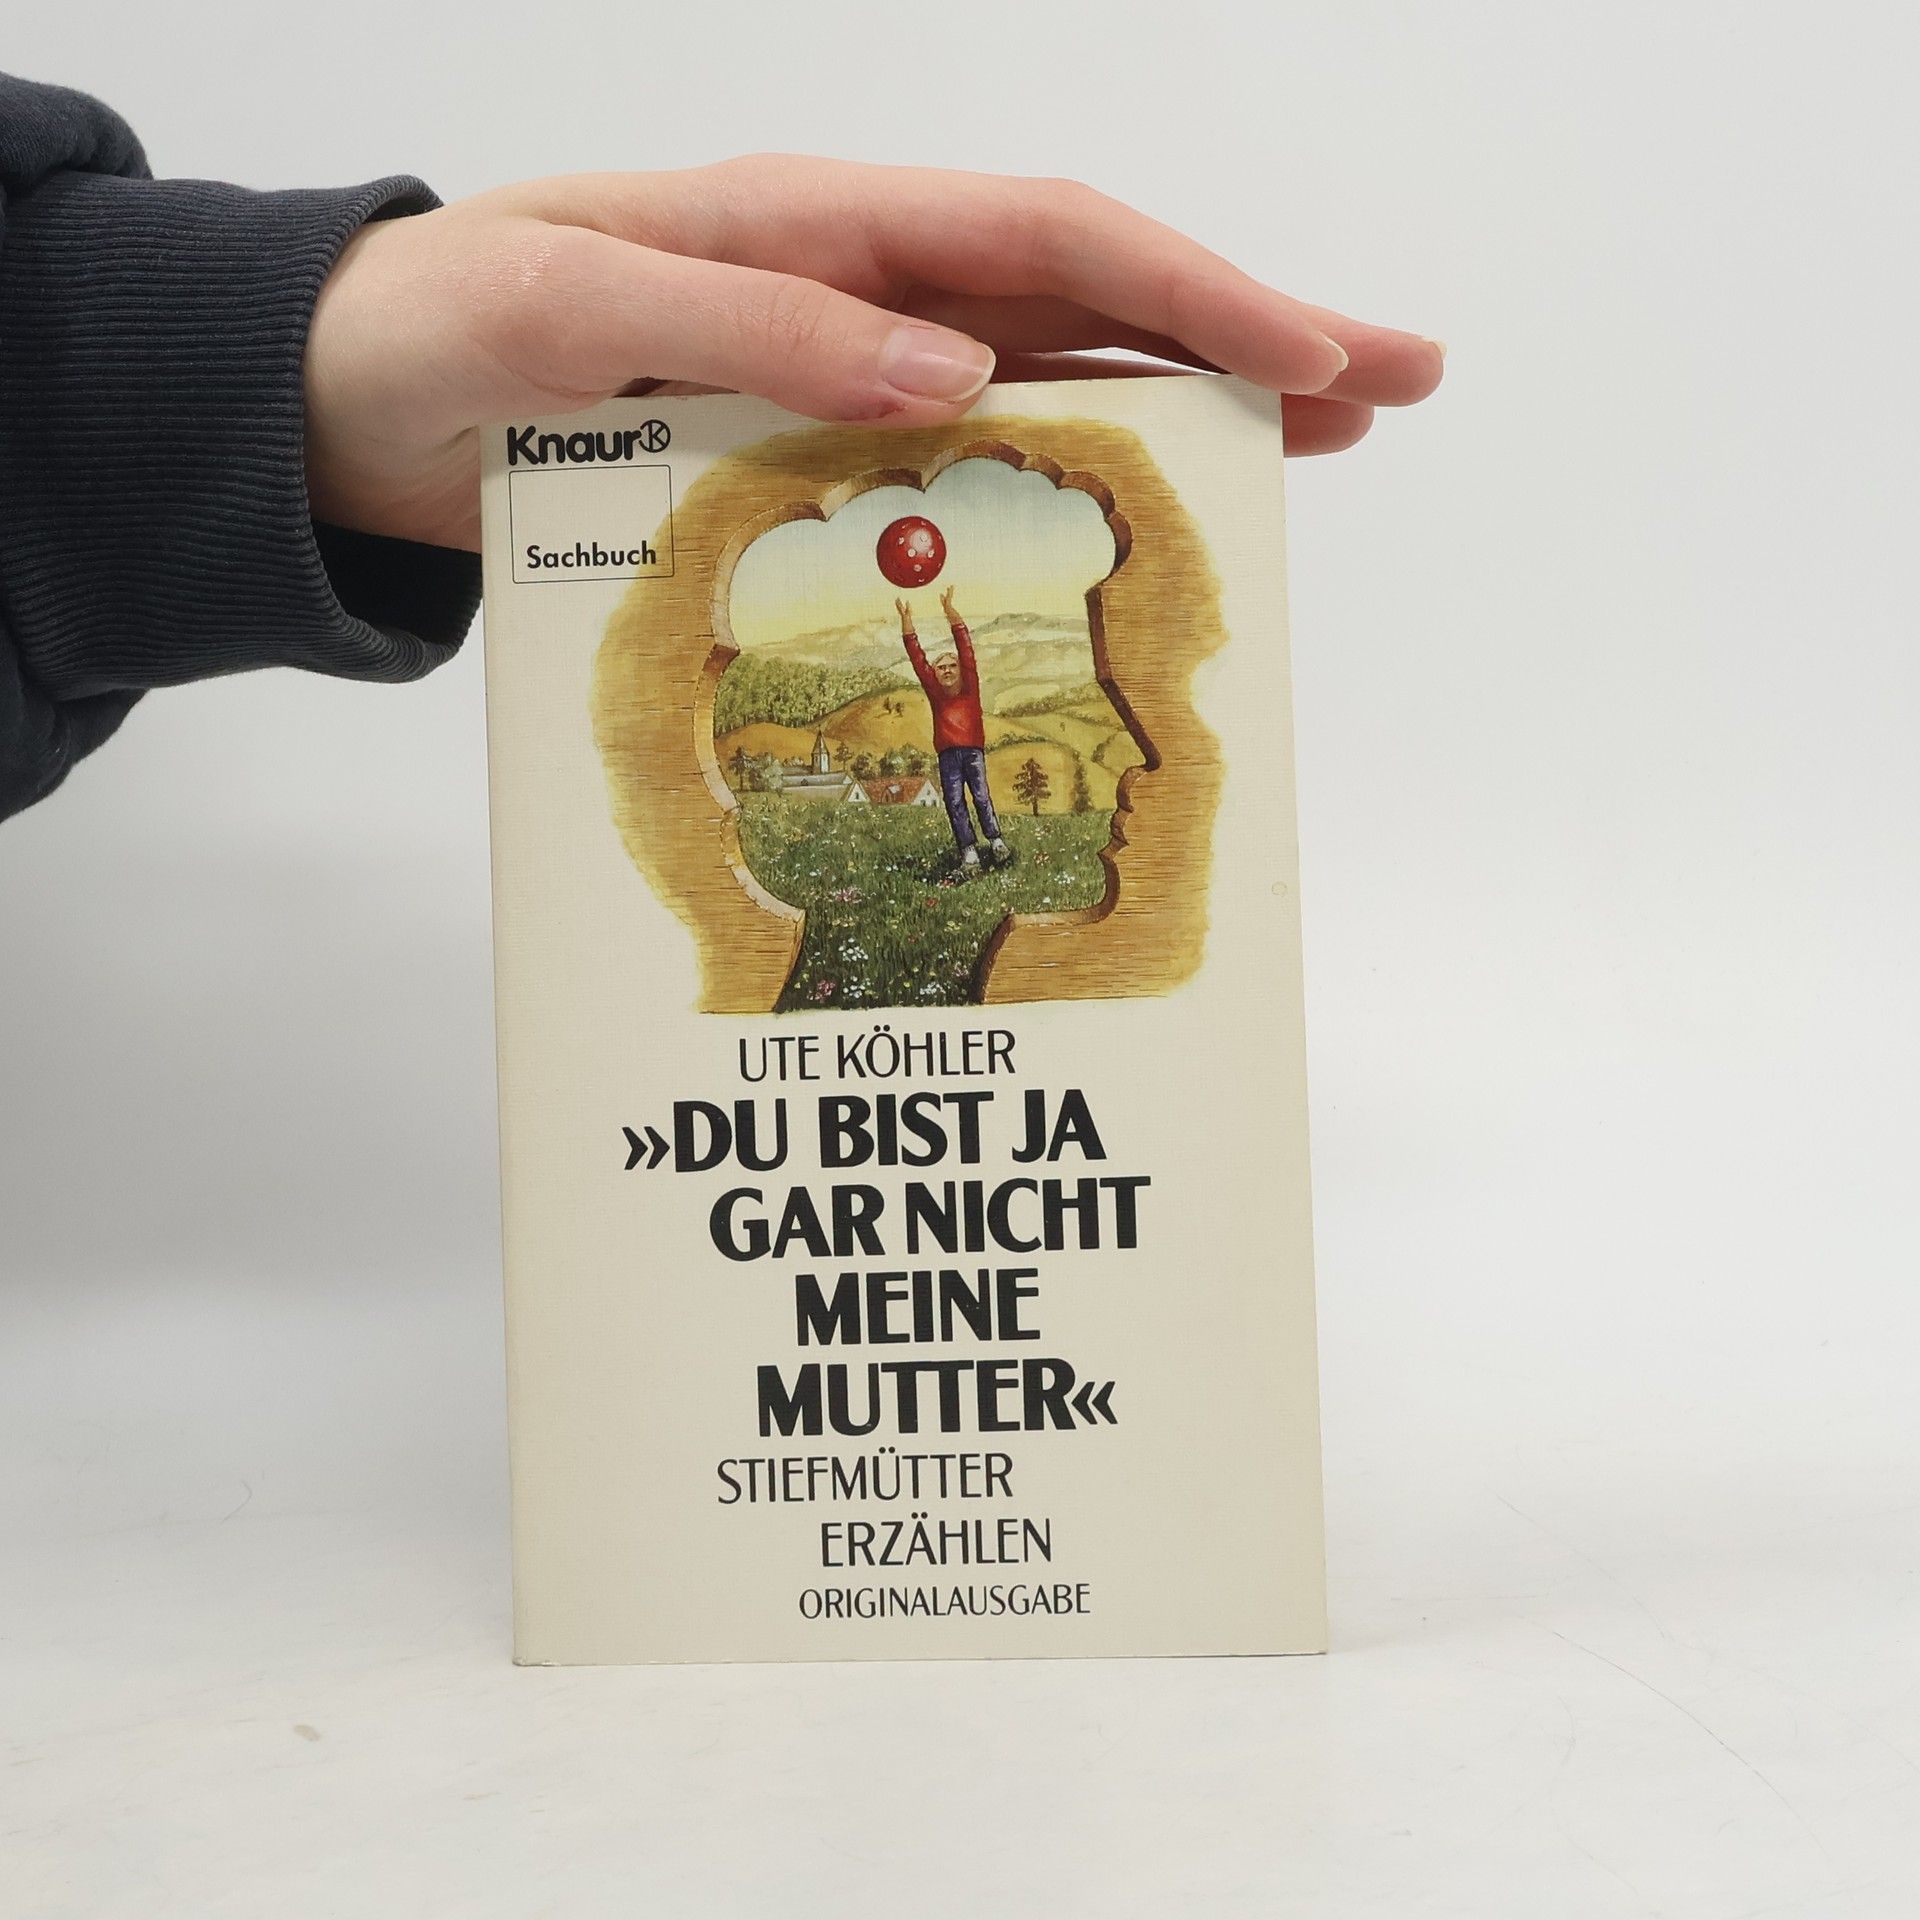 Knaur
Sachbuch
UTE KÖHLER
»DU BIST JA
GAR NICHT
MEINE
MUTTER«
STIEFMÜTTER
ERZÄHLEN
ORIGINALAUSGABE